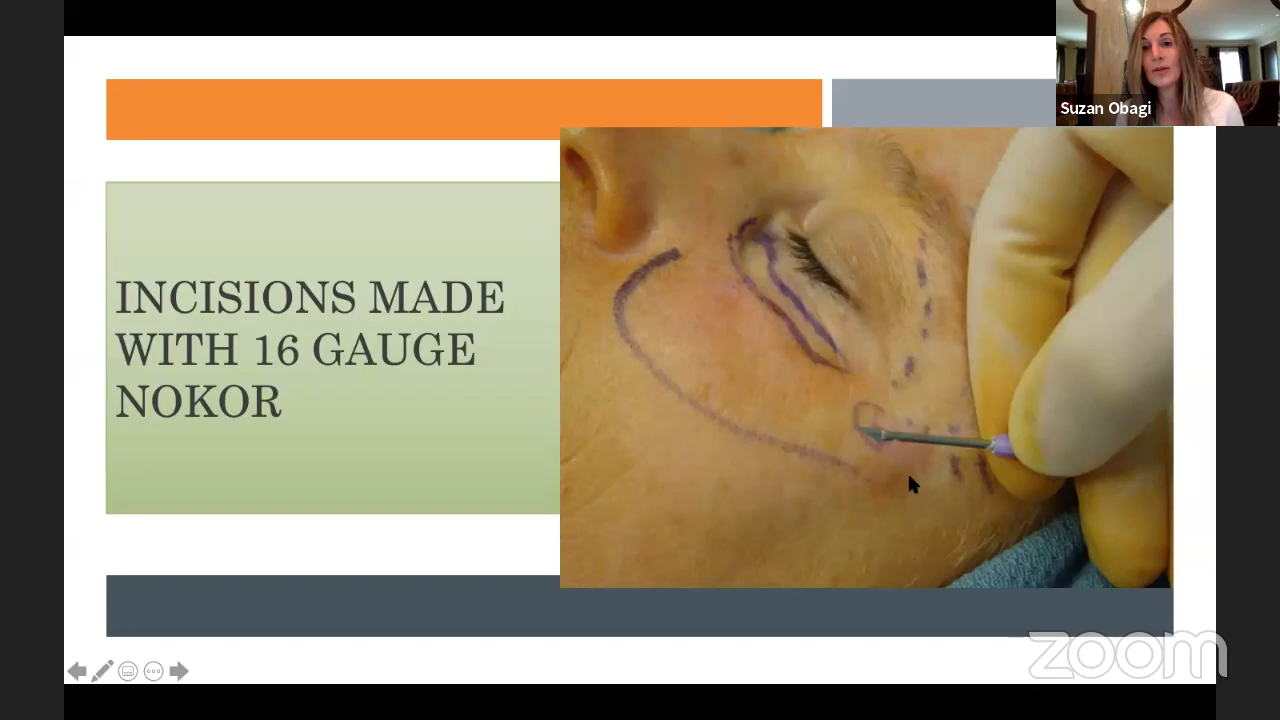 Suzan Obagi
INCISIONS MADE
WITH 16 GAUGE
NOKOR
zoom